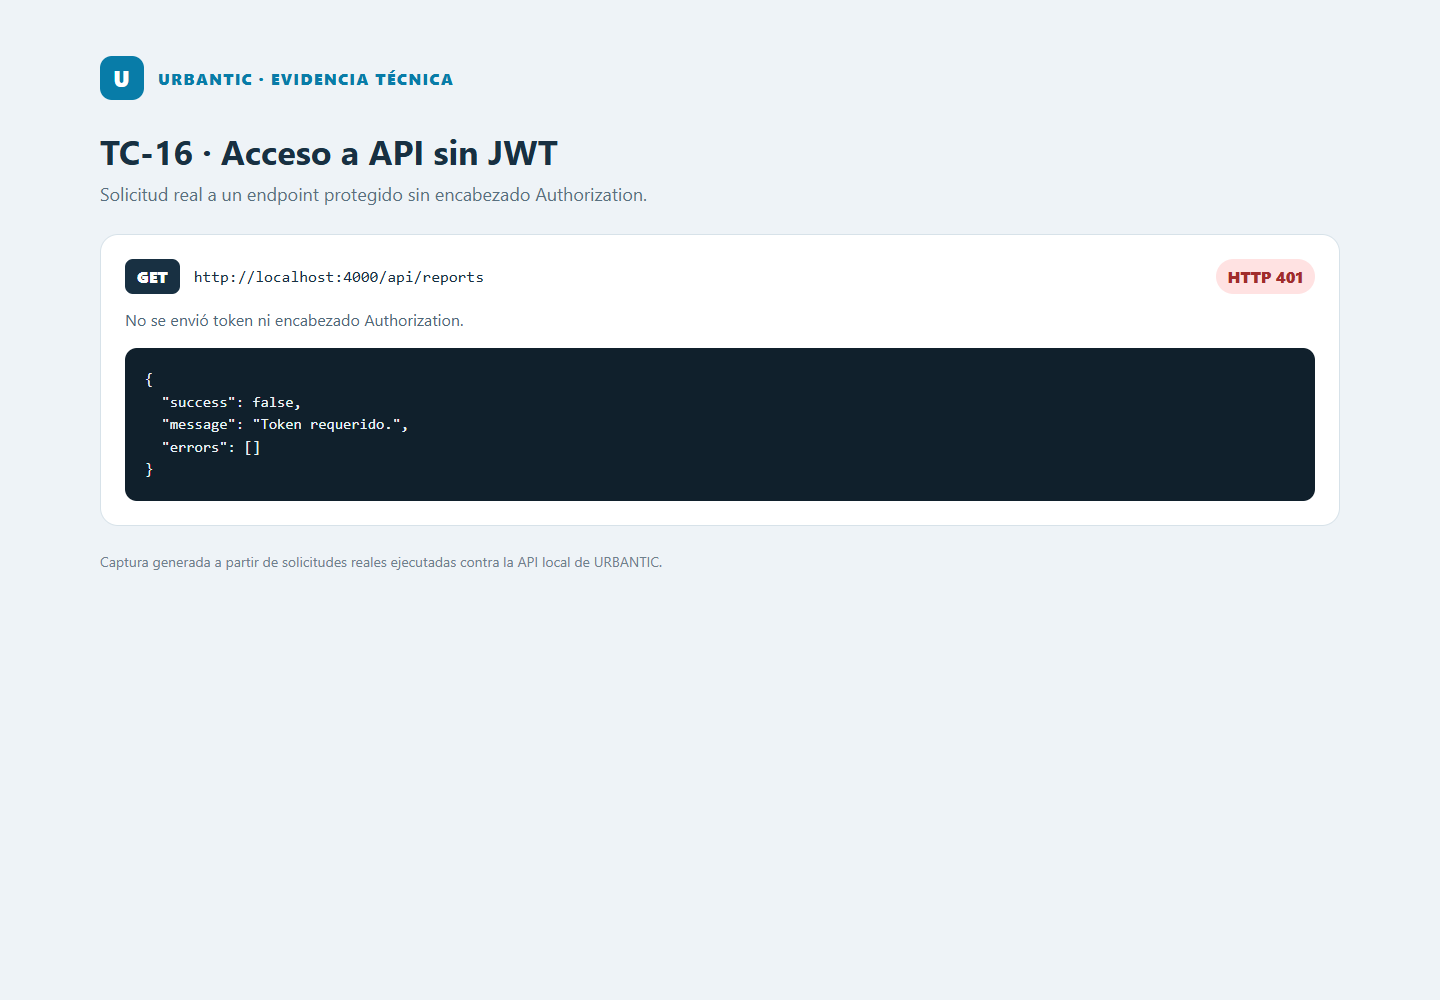 U URBANTIC · EVIDENCIA TÉCNICA
TC-16 · Acceso a API sin JWT
Solicitud real a un endpoint protegido sin encabezado Authorization.
GET http://localhost:4000/api/reports HTTP 401
No se envió token ni encabezado Authorization.
{
  "success": false,
  "message": "Token requerido.",
  "errors": []
}
Captura generada a partir de solicitudes reales ejecutadas contra la API local de URBANTIC.